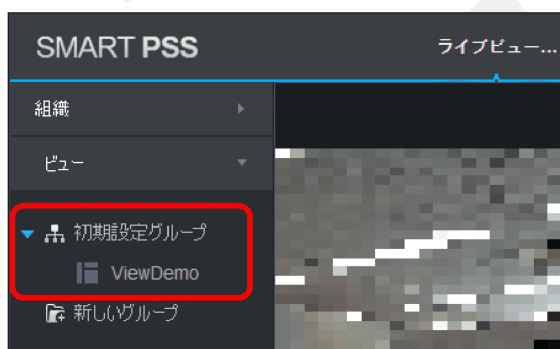 SMART PSS
ライブビュー...
組織
ビュー
初期設定グループ
ViewDemo
新しいグループ